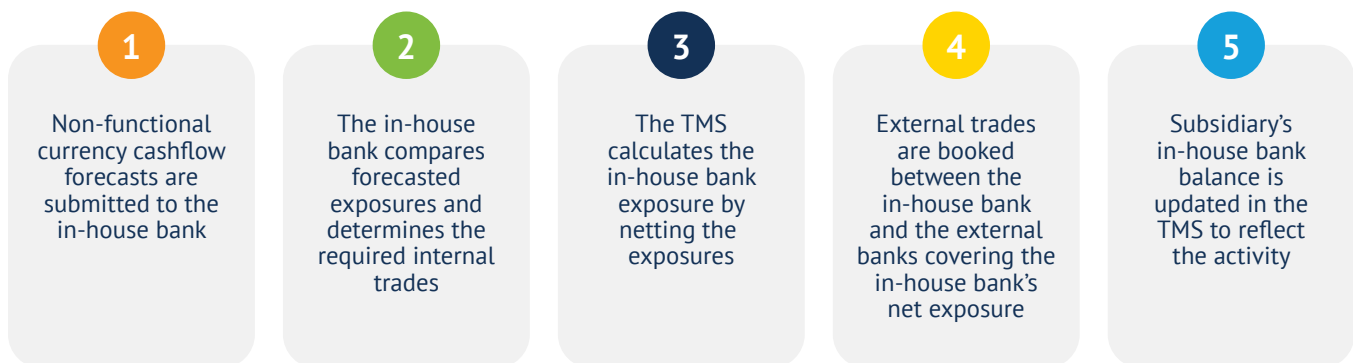 1
Non-functional
currency cashflow
forecasts are
submitted to the
in-house bank
2
The in-house
bank compares
forecasted
exposures and
determines the
required internal
trades
3
The TMS
calculates the
in-house bank
exposure by
netting the
exposures
4
External trades
are booked
between the
in-house bank
and the external
banks covering the
in-house bank’s
net exposure
5
Subsidiary’s
in-house bank
balance is
updated in the
TMS to reflect
the activity